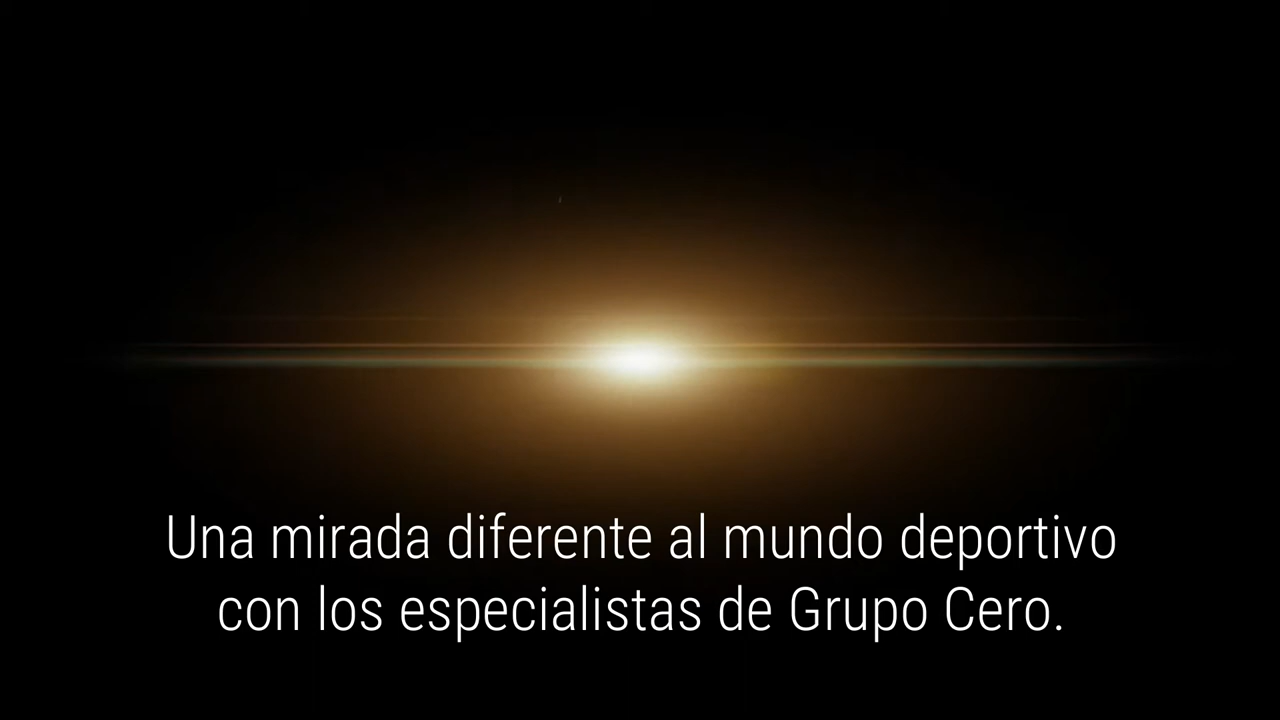 Una mirada diferente al mundo deportivo
con los especialistas de Grupo Cero.